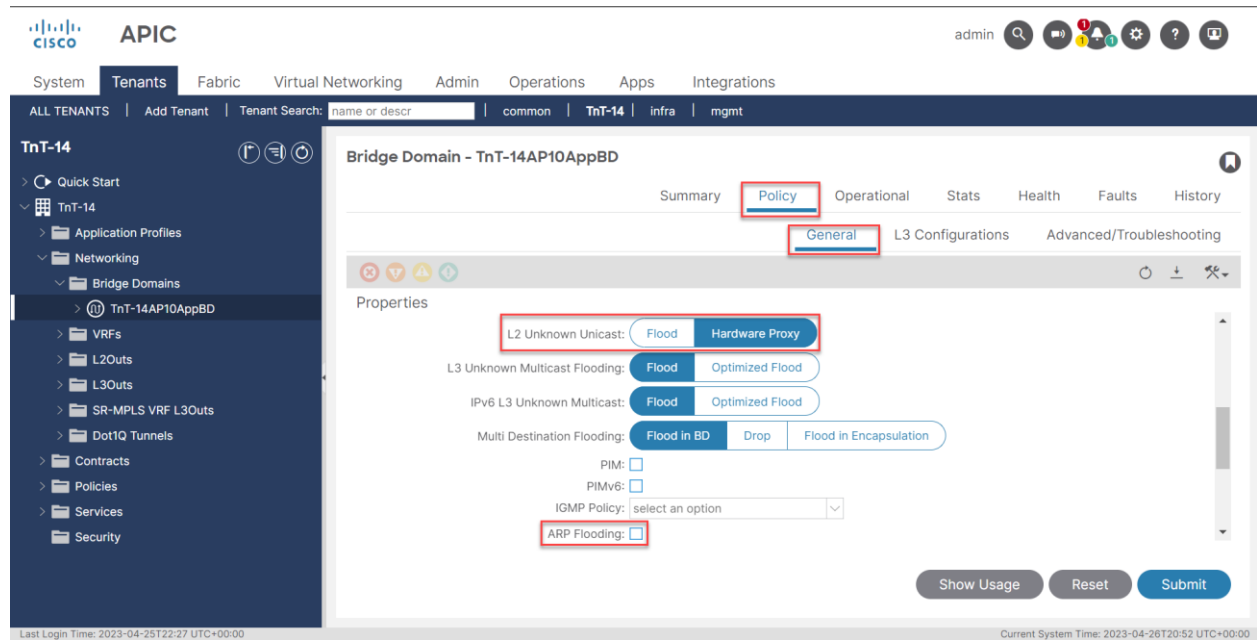 CISCO APIC admin 1 1 1
System Tenants Fabric Virtual Networking Admin Operations Apps Integrations
ALL TENANTS | Add Tenant | Tenant Search: name or descr | common | TnT-14 | infra | mgmt
TnT-14
Quick Start
TnT-14
Application Profiles
Networking
Bridge Domains
TnT-14AP10AppBD
VRFs
L2Outs
L3Outs
SR-MPLS VRF L3Outs
Dot1Q Tunnels
Contracts
Policies
Services
Security
Bridge Domain - TnT-14AP10AppBD
Summary Policy Operational Stats Health Faults History
General L3 Configurations Advanced/Troubleshooting
Properties
L2 Unknown Unicast: Flood Hardware Proxy
L3 Unknown Multicast Flooding: Flood Optimized Flood
IPv6 L3 Unknown Multicast: Flood Optimized Flood
Multi Destination Flooding: Flood in BD Drop Flood in Encapsulation
PIM:
PIMv6:
IGMP Policy: select an option
ARP Flooding:
Show Usage Reset Submit
Last Login Time: 2023-04-25T22:27 UTC+00:00 Current System Time: 2023-04-26T20:52 UTC+00:00